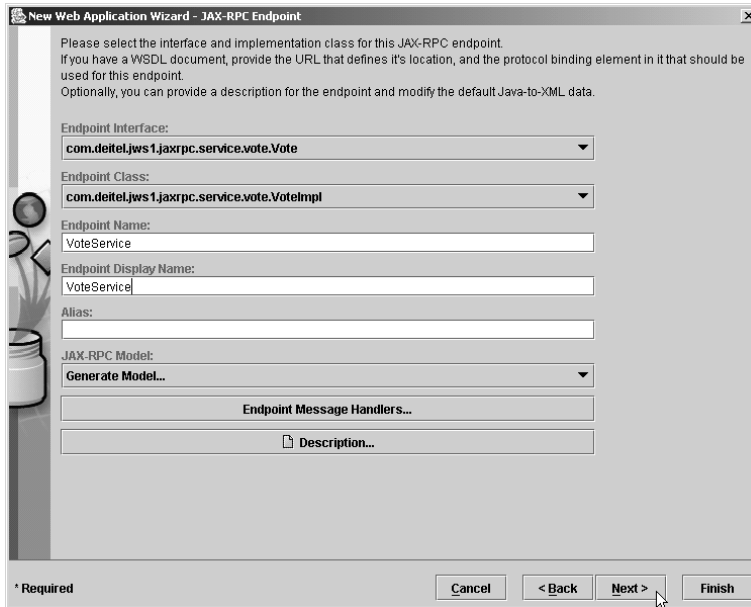 New Web Application Wizard - JAX-RPC Endpoint
Please select the interface and implementation class for this JAX-RPC endpoint.
If you have a WSDL document, provide the URL that defines it's location, and the protocol binding element in it that should be
used for this endpoint.
Optionally, you can provide a description for the endpoint and modify the default Java-to-XML data.
Endpoint Interface:
com.deitel.jws1.jaxrpc.service.vote.Vote
Endpoint Class:
com.deitel.jws1.jaxrpc.service.vote.VoteImpl
Endpoint Name:
VoteService
Endpoint Display Name:
VoteService
Alias:
JAX-RPC Model:
Generate Model...
Endpoint Message Handlers...
Description...
* Required Cancel < Back Next > Finish